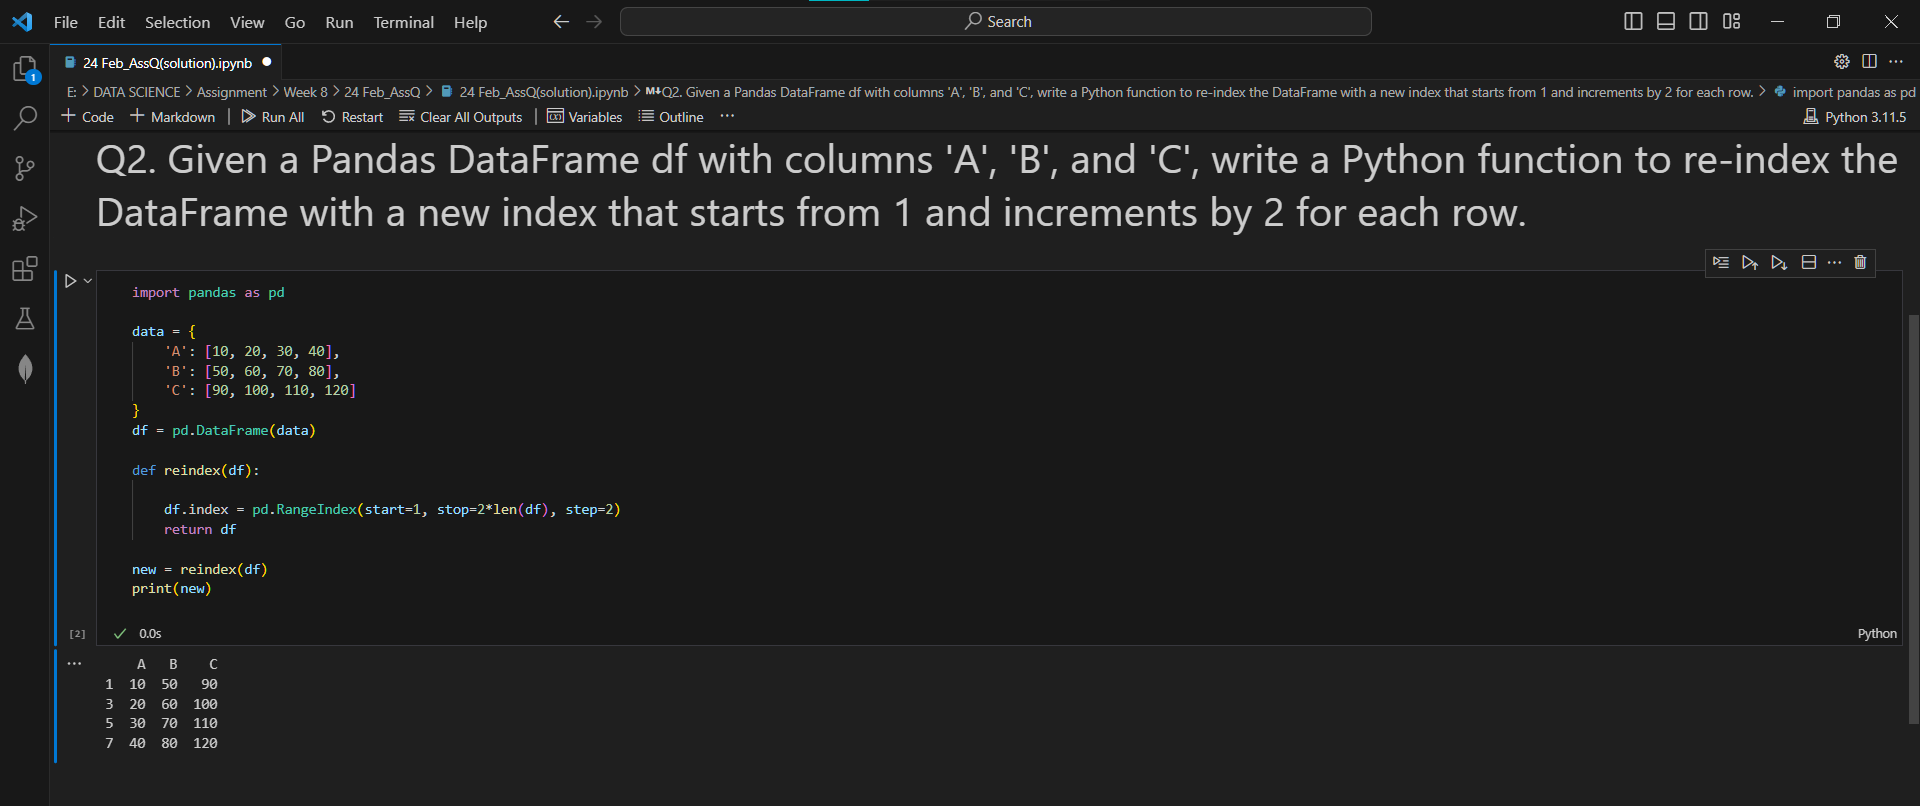 File Edit Selection View Go Run Terminal Help
Search
24 Feb_AssQ(solution).ipynb
1
E: > DATA SCIENCE > Assignment > Week 8 > 24 Feb_AssQ > 24 Feb_AssQ(solution).ipynb > M↓Q2. Given a Pandas DataFrame df with columns 'A', 'B', and 'C', write a Python function to re-index the DataFrame with a new index that starts from 1 and increments by 2 for each row. > import pandas as pd
+ Code + Markdown | Run All Restart Clear All Outputs | Variables Outline ...
Python 3.11.5
Q2. Given a Pandas DataFrame df with columns 'A', 'B', and 'C', write a Python function to re-index the
DataFrame with a new index that starts from 1 and increments by 2 for each row.
import pandas as pd
data = {
    'A': [10, 20, 30, 40],
    'B': [50, 60, 70, 80],
    'C': [90, 100, 110, 120]
}
df = pd.DataFrame(data)
def reindex(df):
    df.index = pd.RangeIndex(start=1, stop=2*len(df), step=2)
    return df
new = reindex(df)
print(new)
[2] 0.0s
Python
...
    A   B    C
1  10  50   90
3  20  60  100
5  30  70  110
7  40  80  120